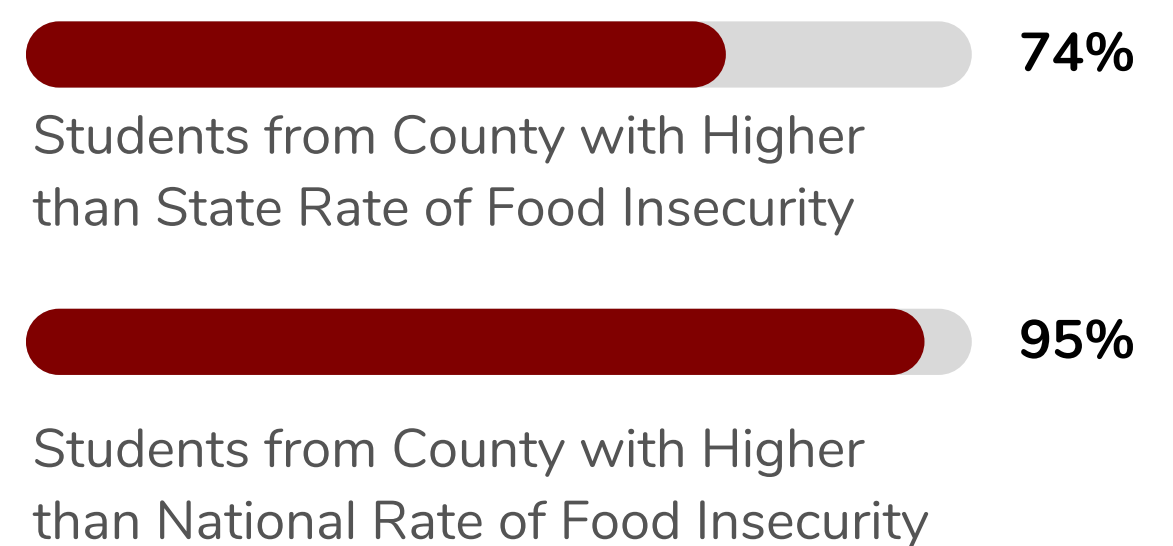 74%
Students from County with Higher
than State Rate of Food Insecurity
95%
Students from County with Higher
than National Rate of Food Insecurity